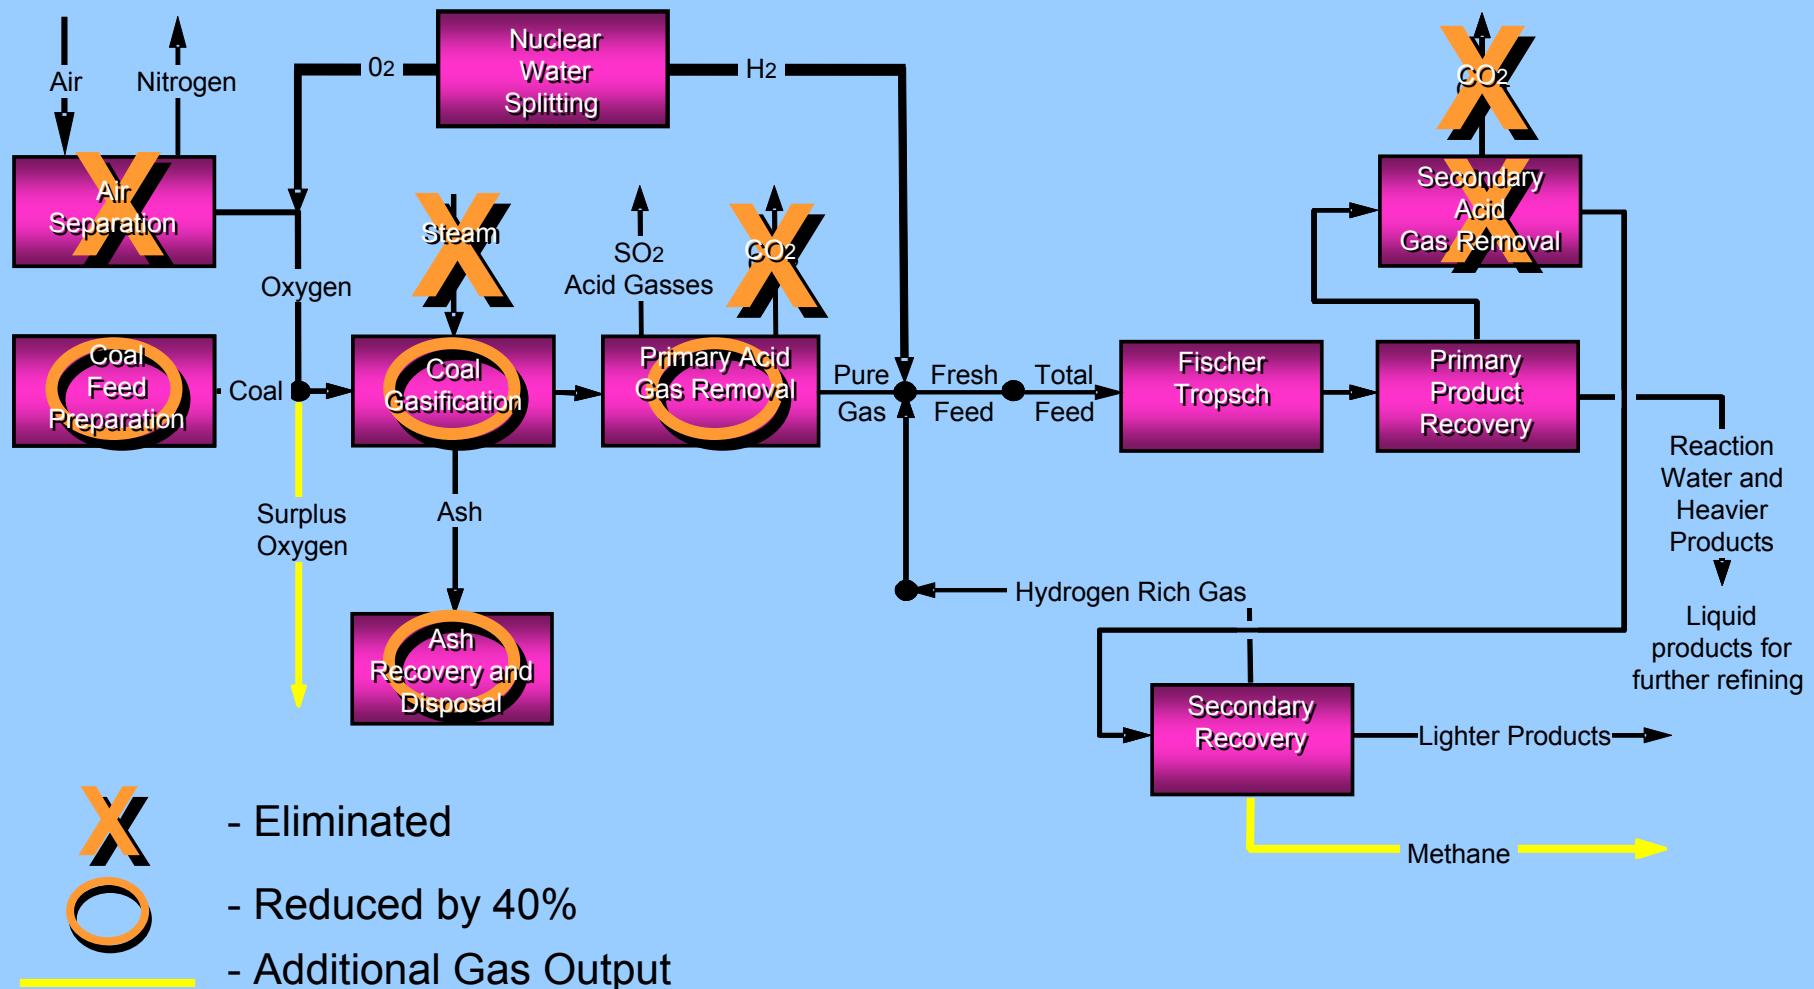 Nuclear
Water
Splitting
02
H2
Air
Nitrogen
CO2
Air
Separation
Steam
SO2
Acid Gasses
CO2
Secondary
Acid
Gas Removal
Oxygen
Coal
Feed
Preparation
Coal
Coal
Gasification
Primary Acid
Gas Removal
Pure
Gas
Fresh
Feed
Total
Feed
Fischer
Tropsch
Primary
Product
Recovery
Reaction
Water and
Heavier
Products
Surplus
Oxygen
Ash
Hydrogen Rich Gas
Liquid
products for
further refining
Ash
Recovery and
Disposal
Secondary
Recovery
Lighter Products
Methane
X - Eliminated
- Reduced by 40%
- Additional Gas Output